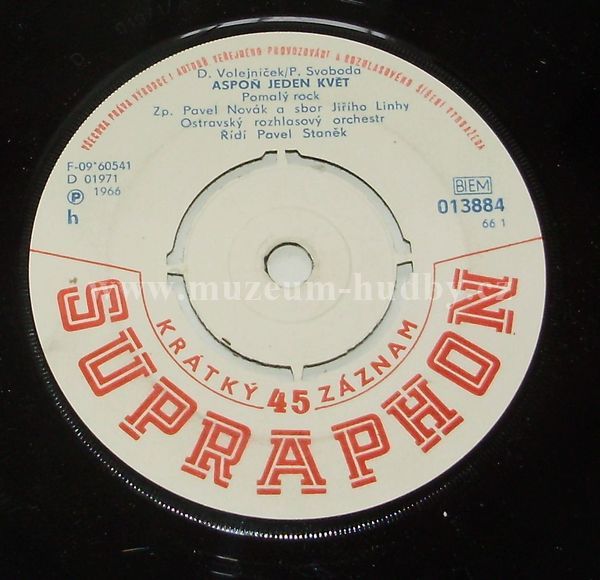 VŠECHNA PRÁVA VÝROBCE I AUTORŮ VEŘEJNÉHO PROVOZOVÁNÍ A ROZHLASOVÉHO ŠÍŘENÍ VYHRAZENA
D. Volejníček/P. Svoboda
ASPOŇ JEDEN KVĚT
Pomalý rock
Zp. Pavel Novák a sbor Jiřího Linhy
Ostravský rozhlasový orchestr
Řídí Pavel Staněk
F-09*60541
D 01971
Ⓟ 1966
h
BIEM
013884
66 1
www.muzeum-hudby.cz
KRÁTKÝ 45 ZÁZNAM
SUPRAPHON